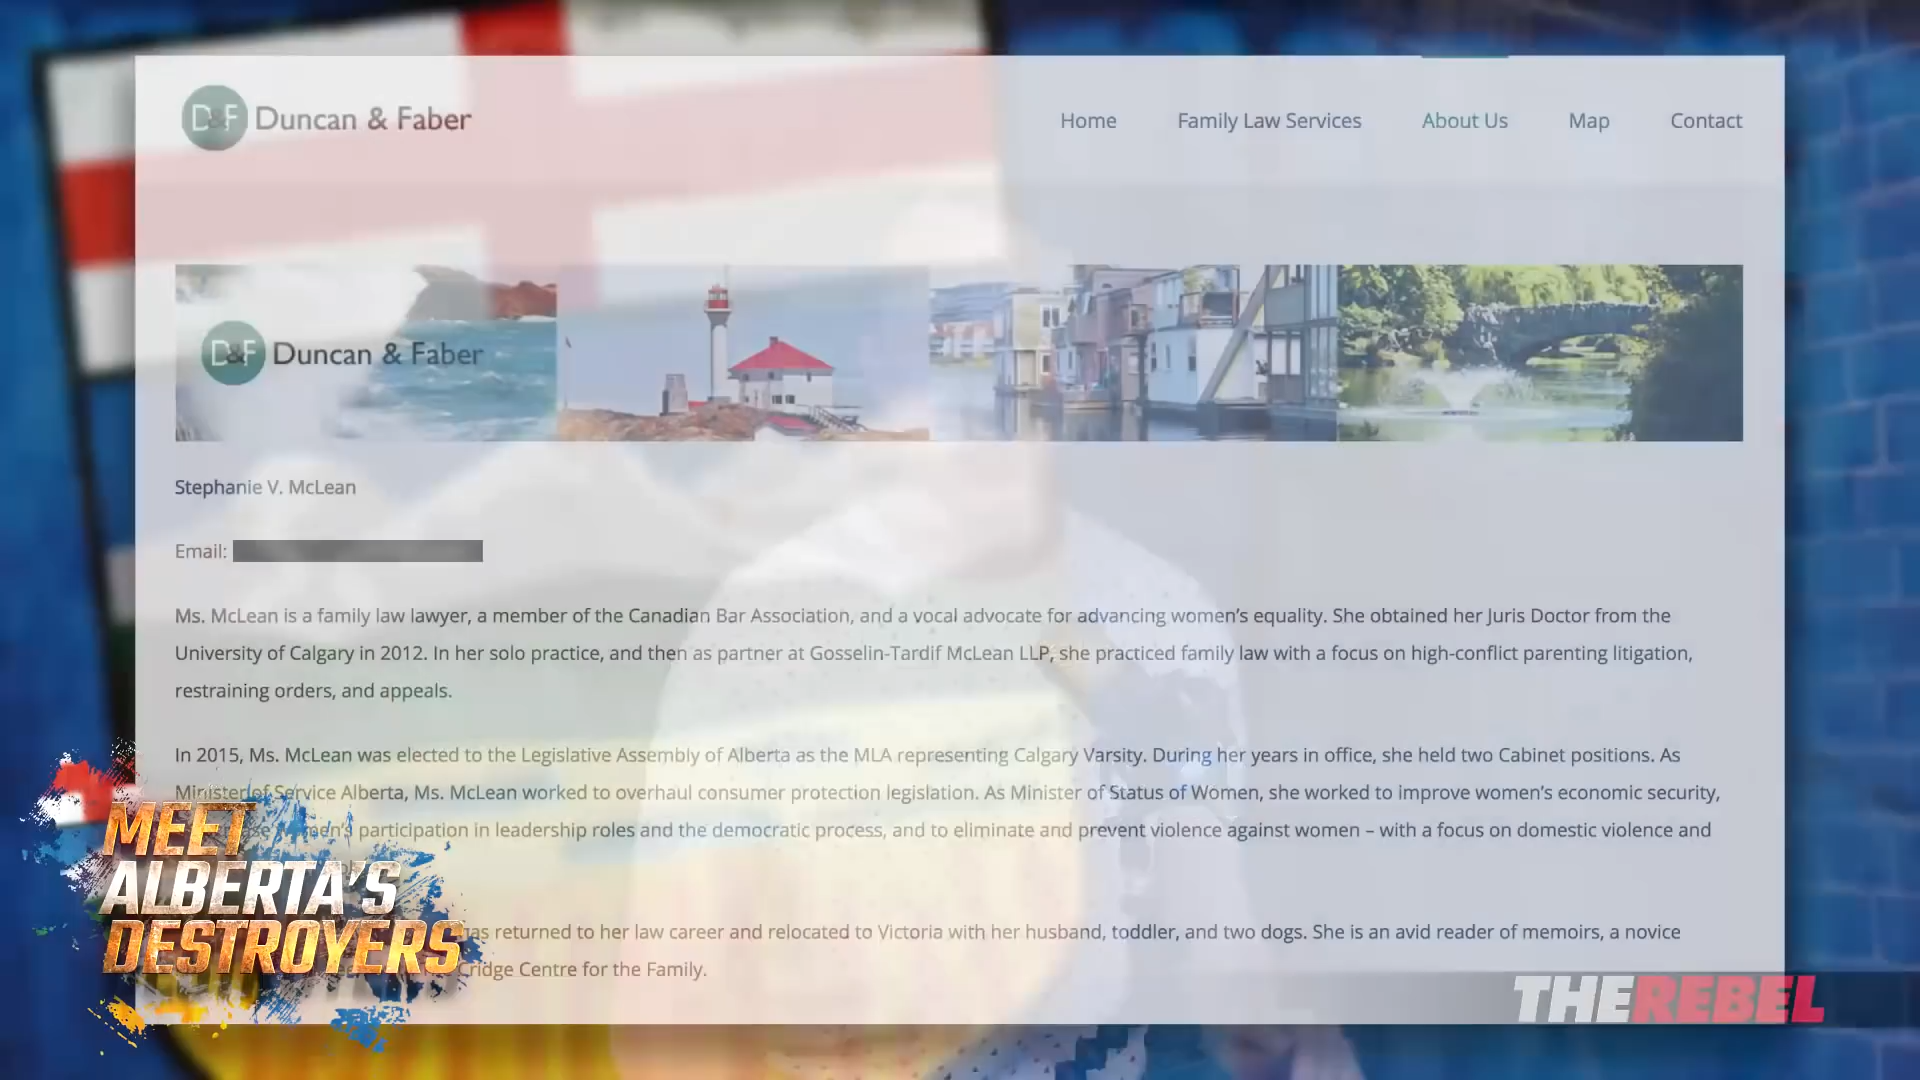 D&F Duncan & Faber
Home Family Law Services About Us Map Contact
D&F Duncan & Faber
Stephanie V. McLean
Email:
Ms. McLean is a family law lawyer, a member of the Canadian Bar Association, and a vocal advocate for advancing women’s equality. She obtained her Juris Doctor from the
University of Calgary in 2012. In her solo practice, and then as partner at Gosselin-Tardif McLean LLP, she practiced family law with a focus on high-conflict parenting litigation,
restraining orders, and appeals.
In 2015, Ms. McLean was elected to the Legislative Assembly of Alberta as the MLA representing Calgary Varsity. During her years in office, she held two Cabinet positions. As
Minister of Service Alberta, Ms. McLean worked to overhaul consumer protection legislation. As Minister of Status of Women, she worked to improve women’s economic security,
participation in leadership roles and the democratic process, and to eliminate and prevent violence against women – with a focus on domestic violence and
returned to her law career and relocated to Victoria with her husband, toddler, and two dogs. She is an avid reader of memoirs, a novice
Cridge Centre for the Family.
MEET
ALBERTA'S
DESTROYERS
THE REBEL